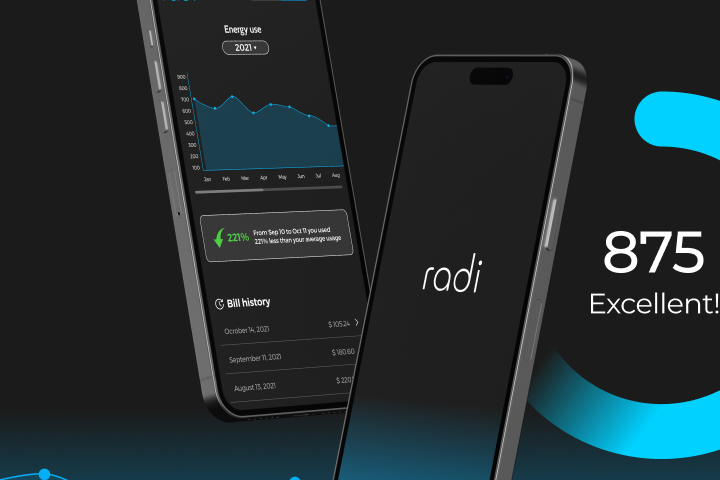 Energy use
2021
900
800
700
600
500
400
300
200
100
Jan Feb Mar Apr May Jun Jul Aug
221%
From Sep 10 to Oct 11 you used
221% less than your average usage
Bill history
Ocrober 14, 2021 $ 105.24
September 11, 2021 $ 180.60
August 13, 2021 $ 220
radi
875
Excellent!